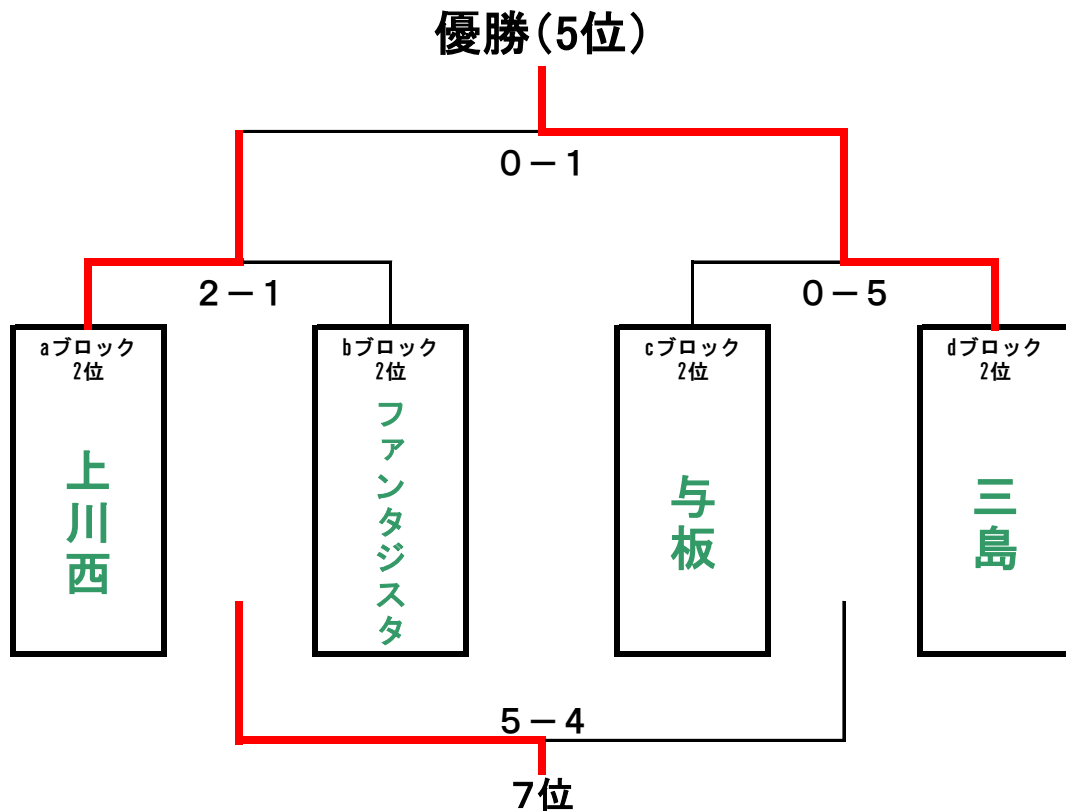 優勝(5位)
0-1
2-1
0-5
aブロック
2位
上川西
bブロック
2位
ファンタジスタ
cブロック
2位
与板
dブロック
2位
三島
5-4
7位